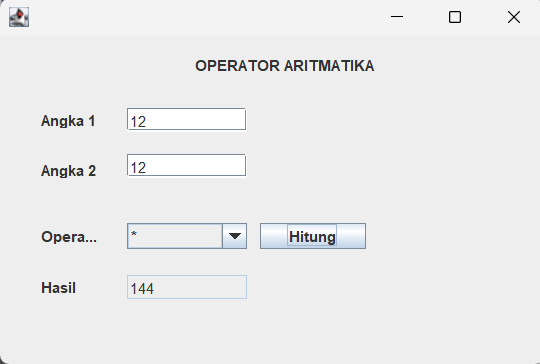 OPERATOR ARITMATIKA
Angka 1 12
Angka 2 12
Opera... * Hitung
Hasil 144